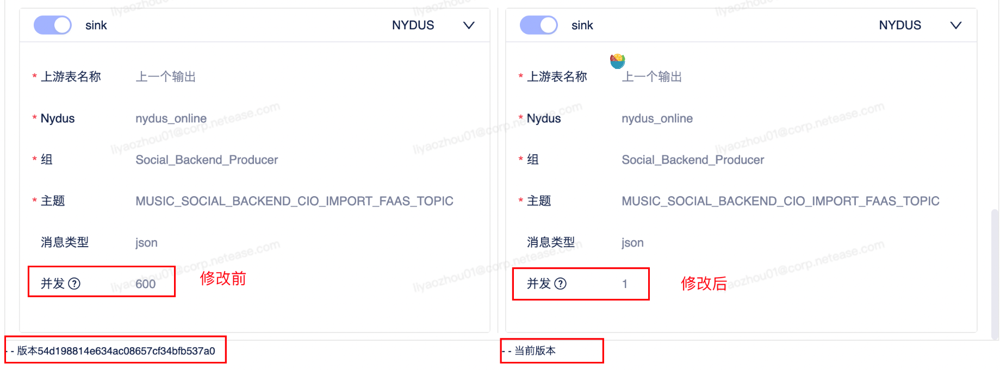 sink NYDUS
* 上游表名称 上一个输出
* Nydus nydus_online
* 组 Social_Backend_Producer
* 主题 MUSIC_SOCIAL_BACKEND_CIO_IMPORT_FAAS_TOPIC
消息类型 json
并发 ? 600
修改前
- - 版本54d198814e634ac08657cf34bfb537a0
sink NYDUS
* 上游表名称 上一个输出
* Nydus nydus_online
* 组 Social_Backend_Producer
* 主题 MUSIC_SOCIAL_BACKEND_CIO_IMPORT_FAAS_TOPIC
消息类型 json
并发 ? 1
修改后
- - 当前版本